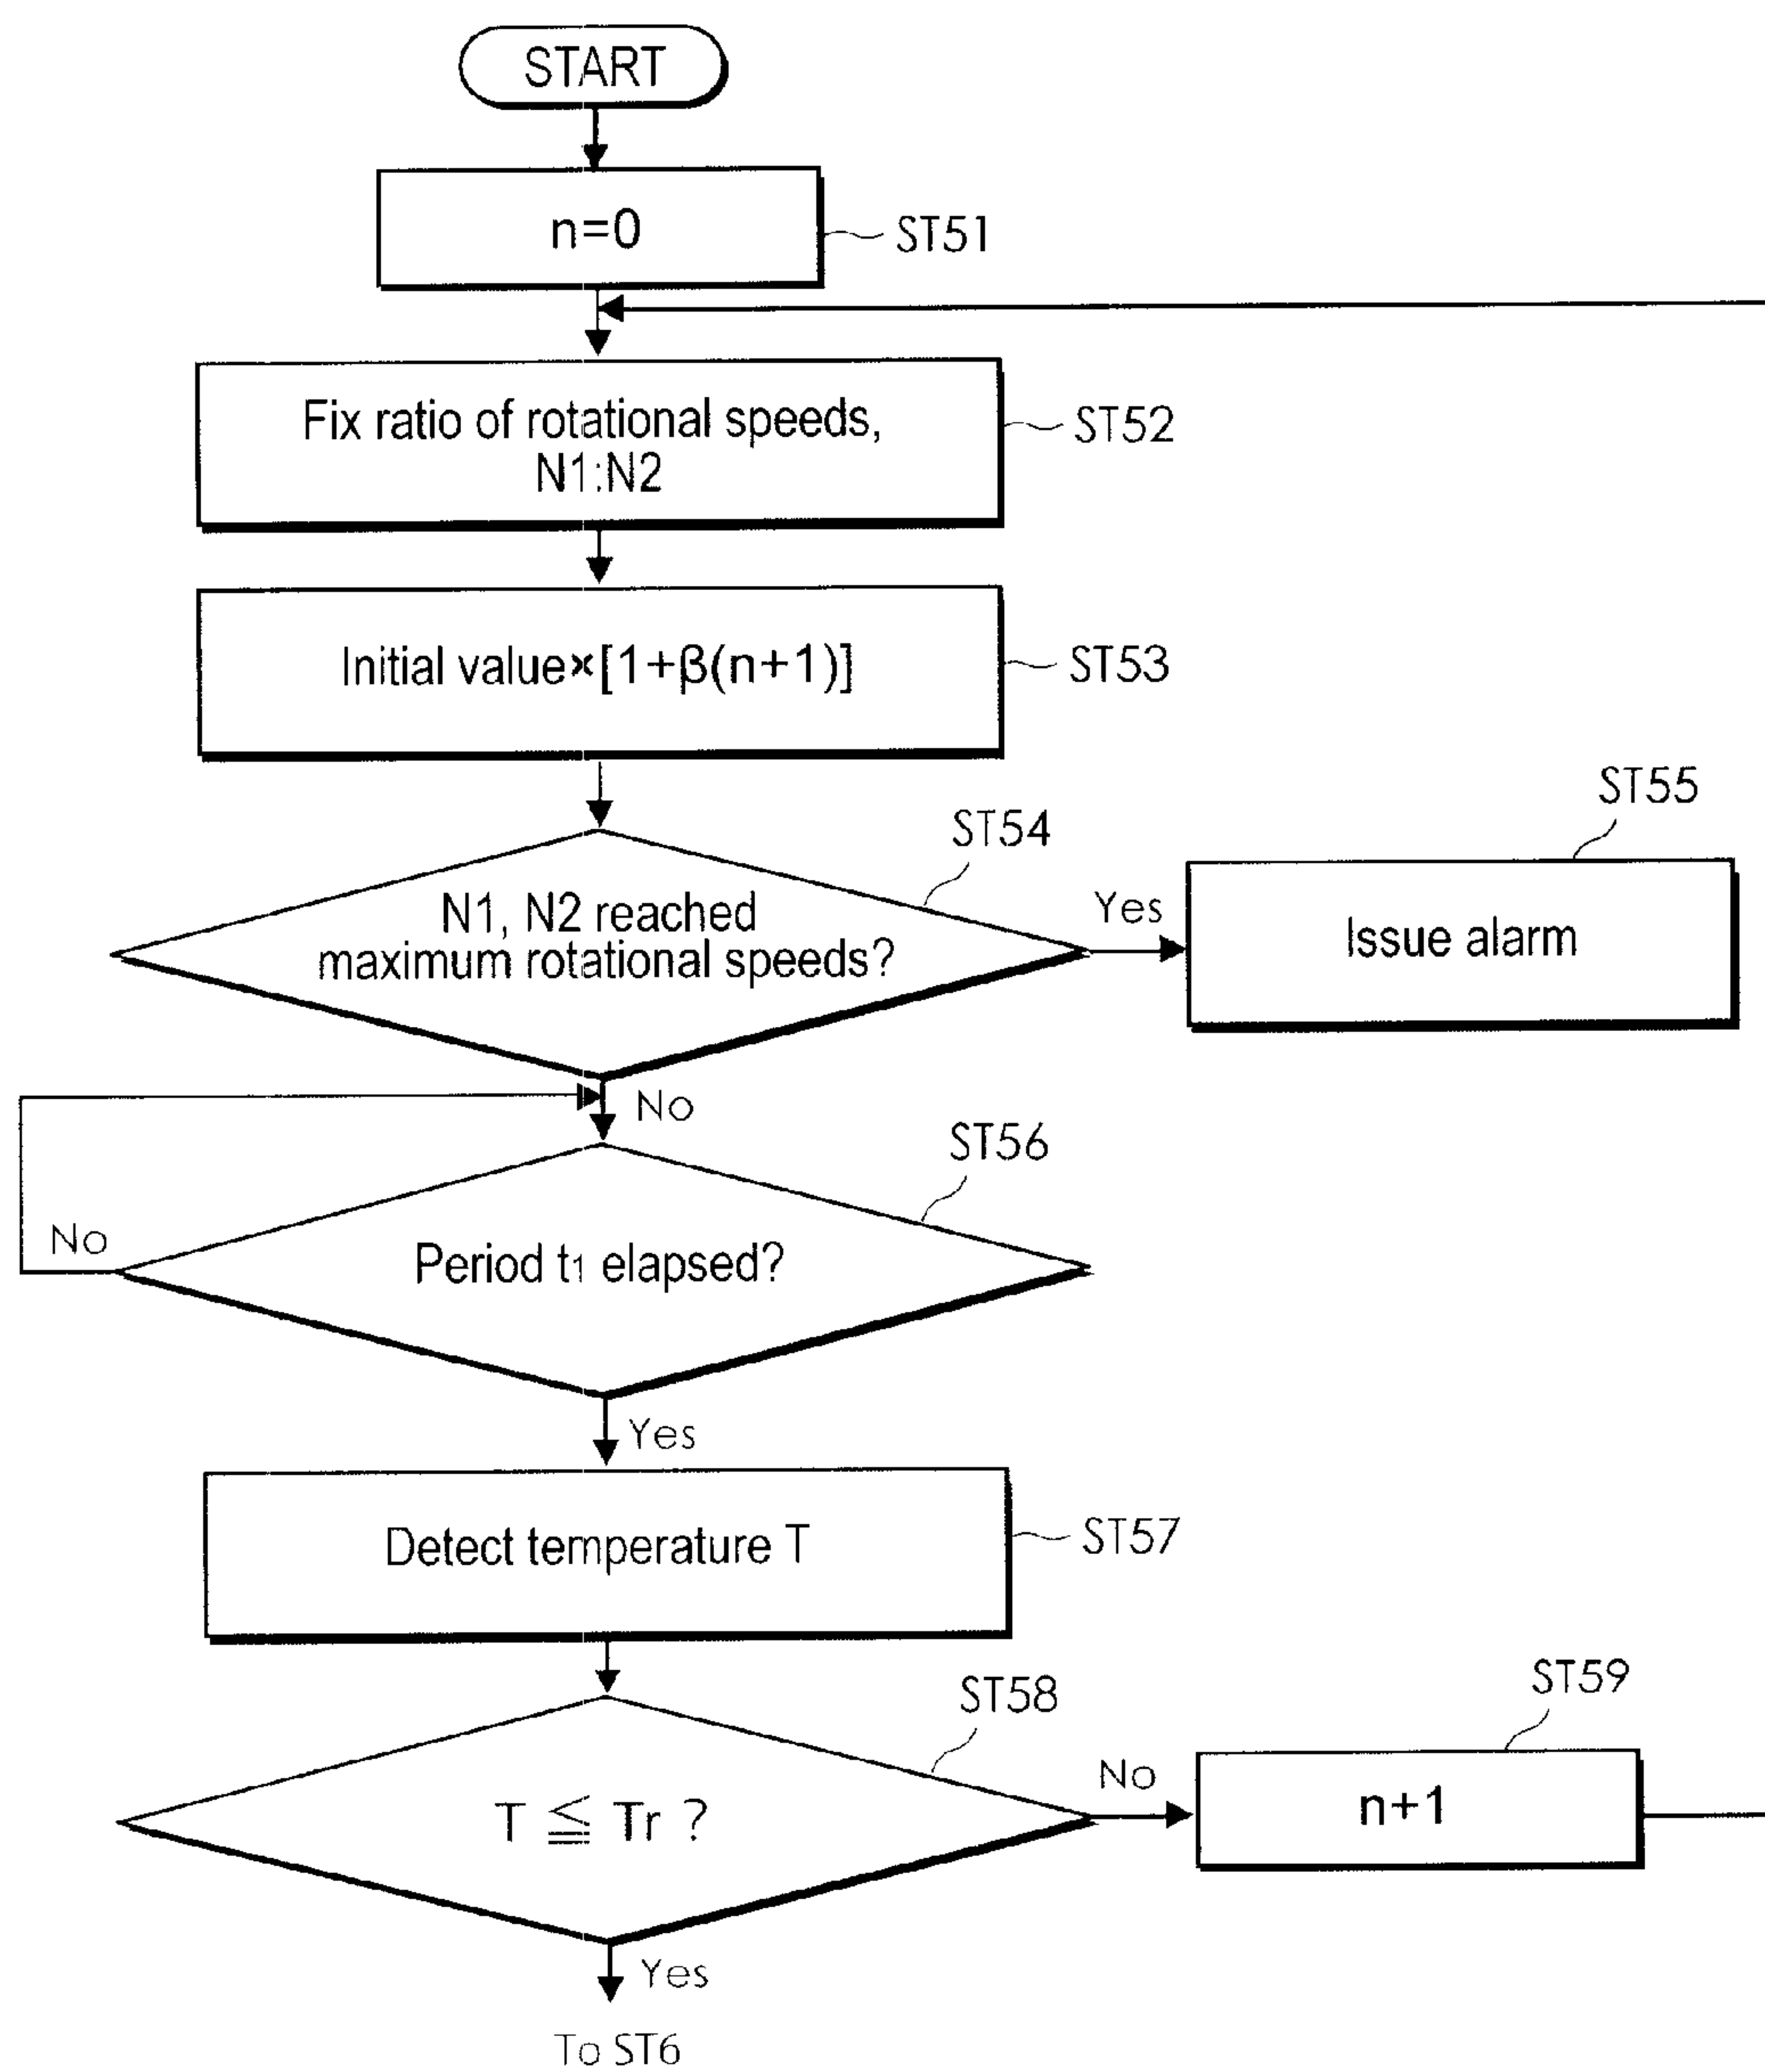 START
n=0
ST51
Fix ratio of rotational speeds,
N1:N2
ST52
Initial value×[1+β(n+1)]
ST53
ST54
N1, N2 reached
maximum rotational speeds?
Yes
ST55
Issue alarm
No
ST56
Period t1 elapsed?
No
Yes
Detect temperature T
ST57
ST58
T ≦ Tr ?
No
ST59
n+1
Yes
To ST6